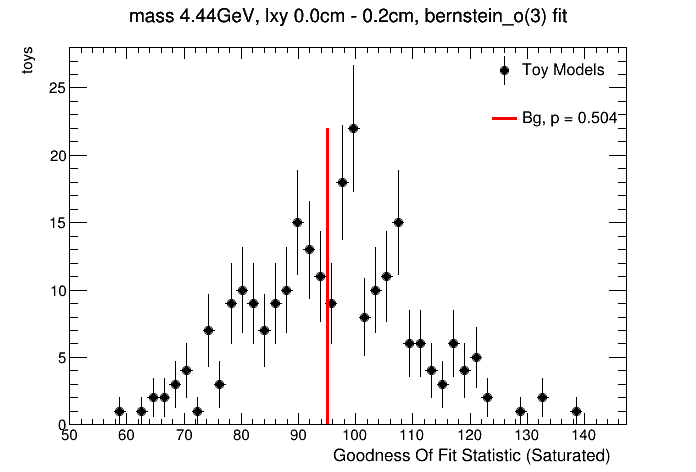 mass 4.44GeV, lxy 0.0cm - 0.2cm, bernstein_o(3) fit
toys
Toy Models
Bg, p = 0.504
25
20
15
10
5
0
50 60 70 80 90 100 110 120 130 140
Goodness Of Fit Statistic (Saturated)